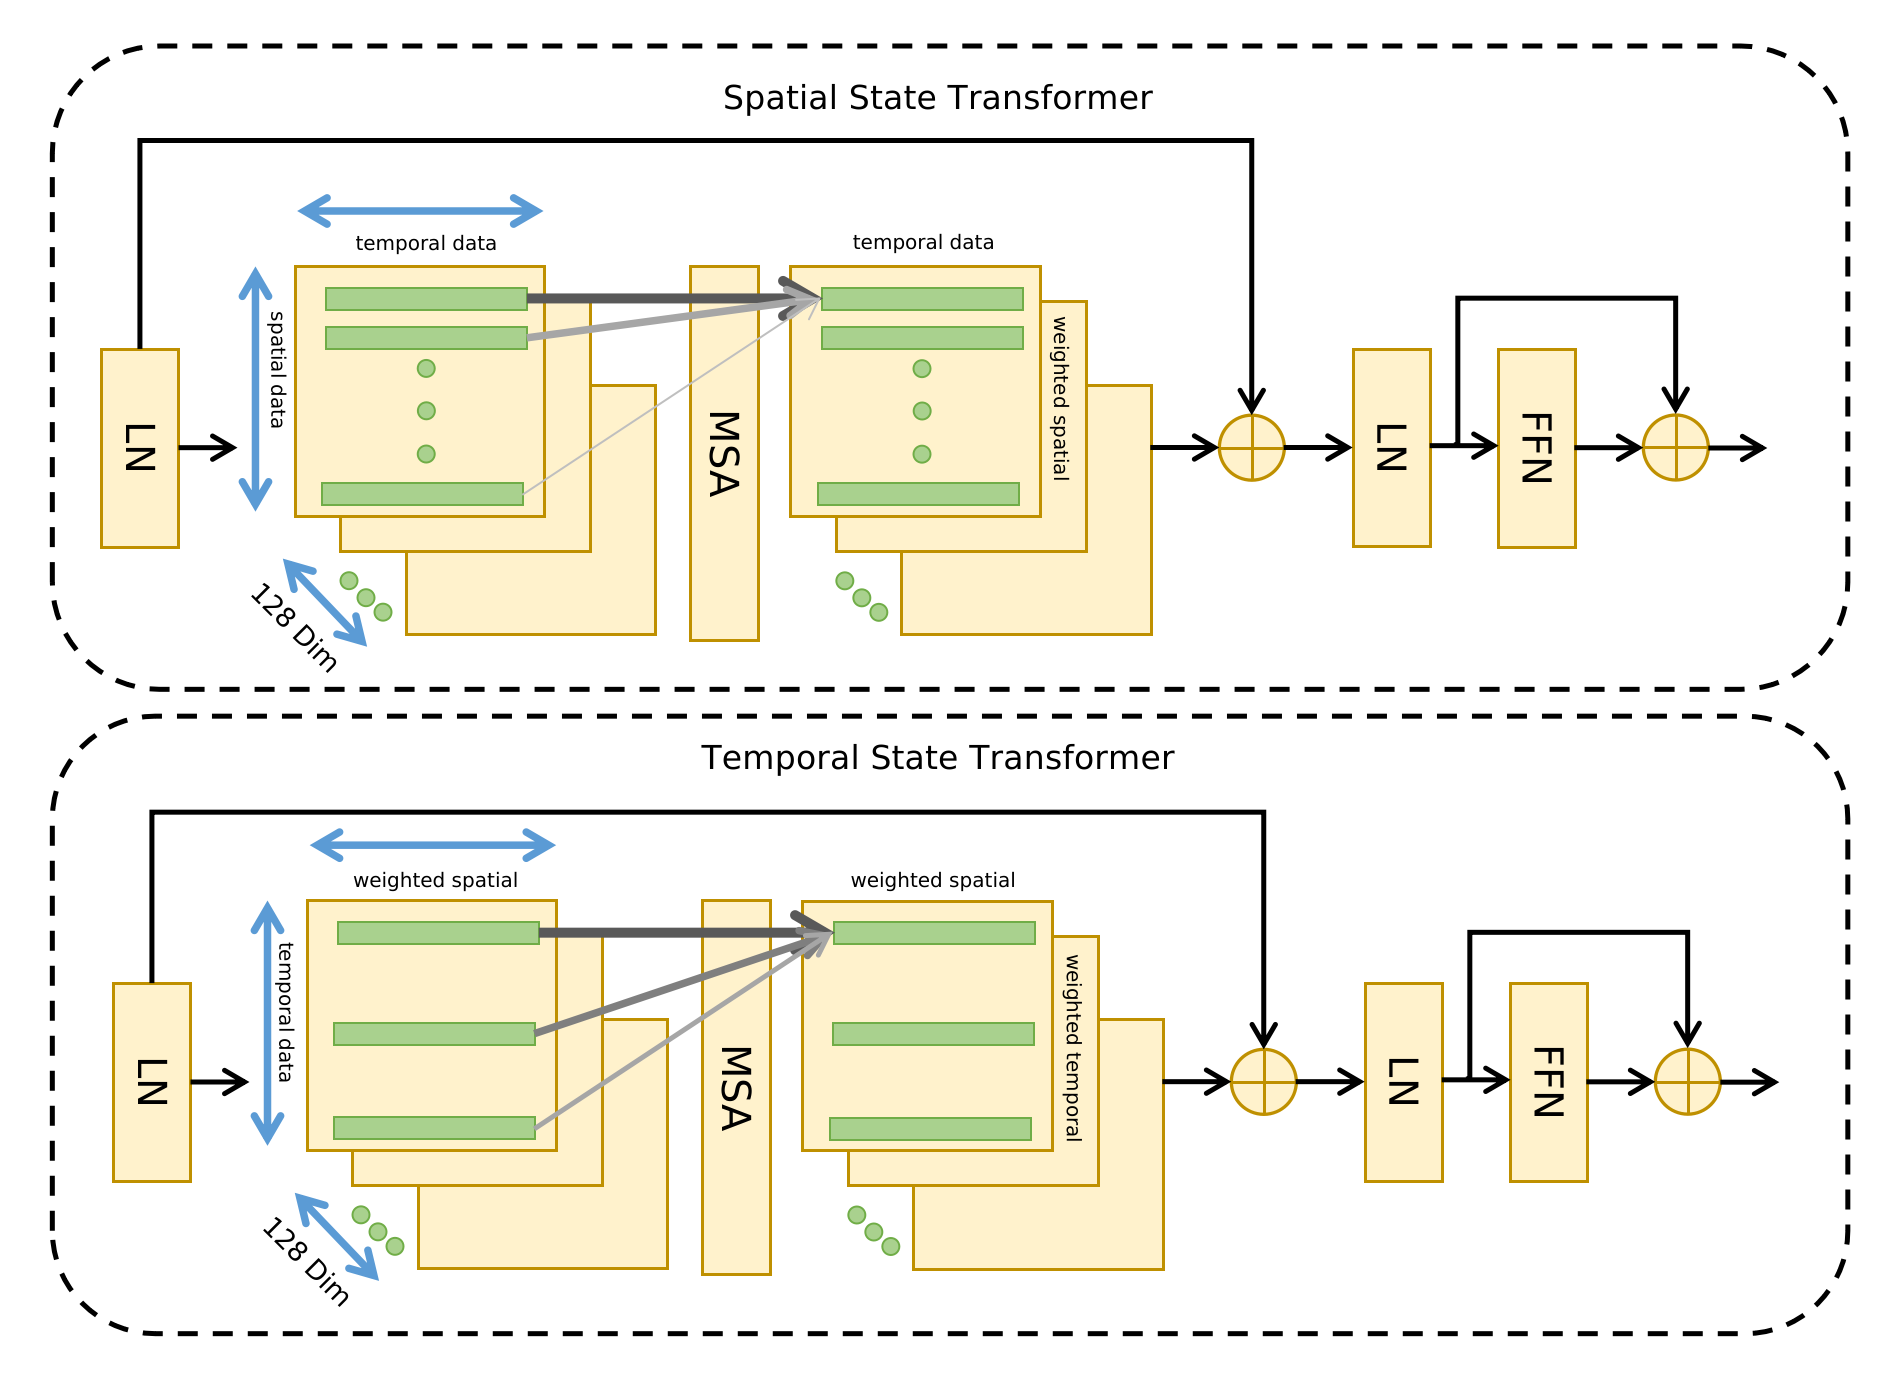 Spatial State Transformer
temporal data
temporal data
spatial data
weighted spatial
LN
MSA
LN
FFN
128 Dim
Temporal State Transformer
weighted spatial
weighted spatial
temporal data
weighted temporal
LN
MSA
LN
FFN
128 Dim